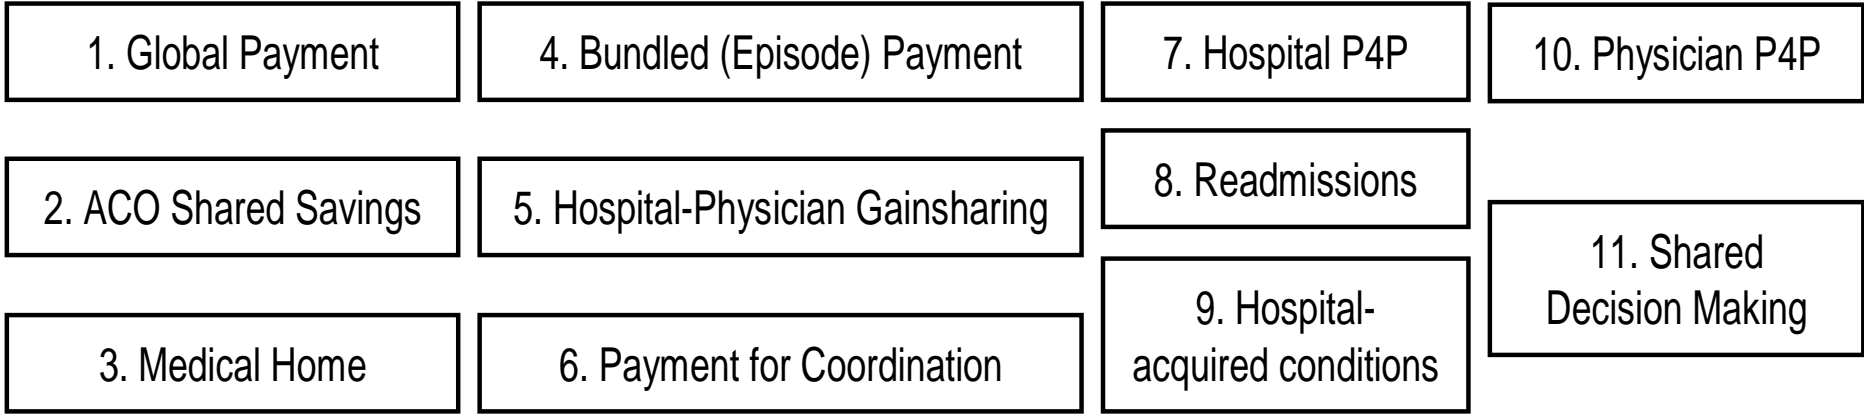 1. Global Payment
2. ACO Shared Savings
3. Medical Home
4. Bundled (Episode) Payment
5. Hospital-Physician Gainsharing
6. Payment for Coordination
7. Hospital P4P
8. Readmissions
9. Hospital-
acquired conditions
10. Physician P4P
11. Shared
Decision Making